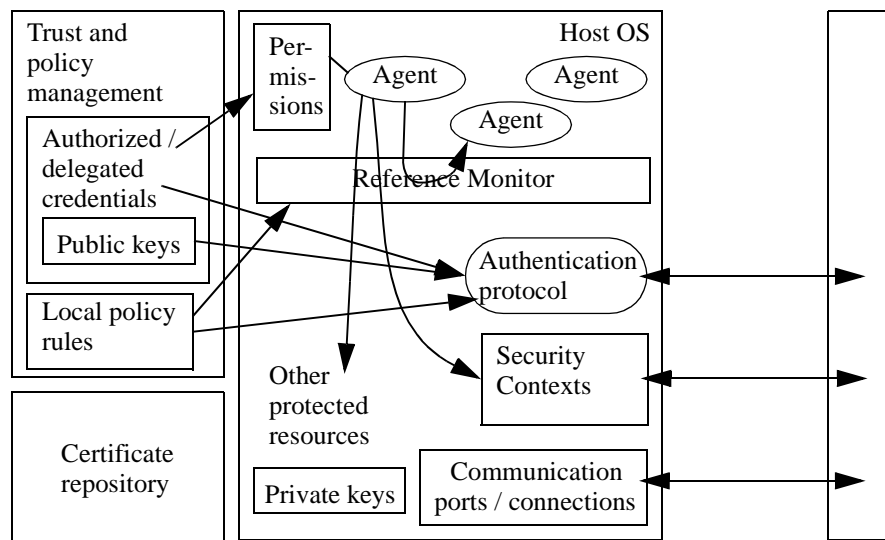 Trust and
policy
management
Authorized /
delegated
credentials
Public keys
Local policy
rules
Certificate
repository
Host OS
Per-
mis-
sions
Agent
Agent
Agent
Reference Monitor
Authentication
protocol
Security
Contexts
Other
protected
resources
Private keys
Communication
ports / connections